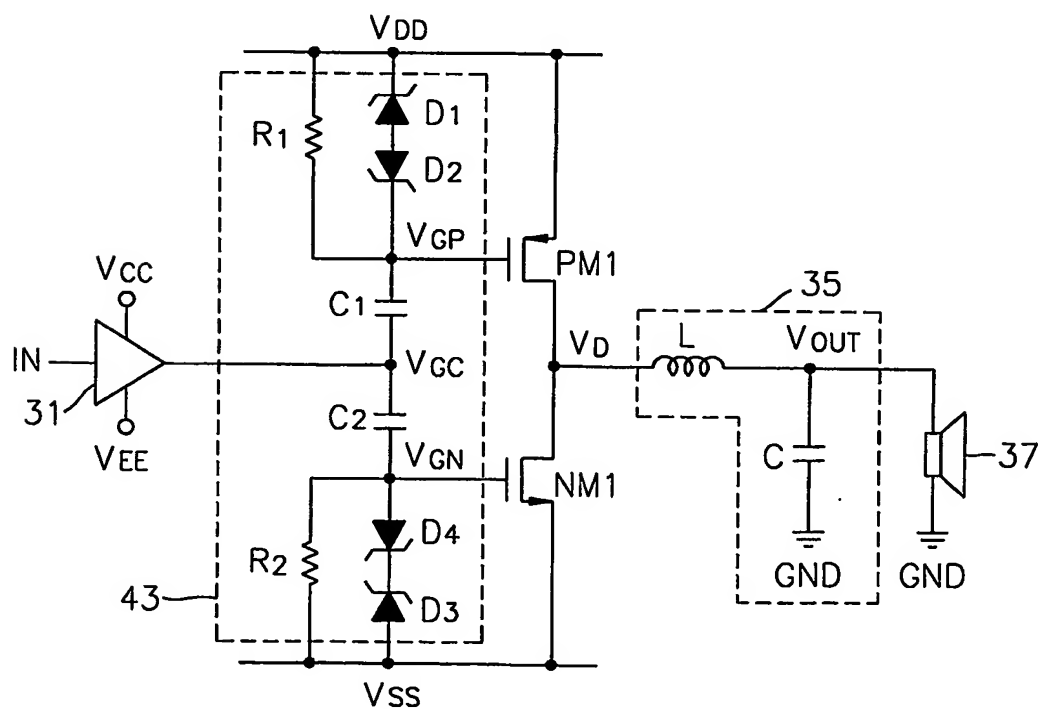 VDD
R1
D1
D2
VGP
PM1
VCC
C1
35
IN
VGC
VD
L
VOUT
31
C2
VEE
VGN
NM1
C
37
R2
D4
D3
GND
GND
43
VSS